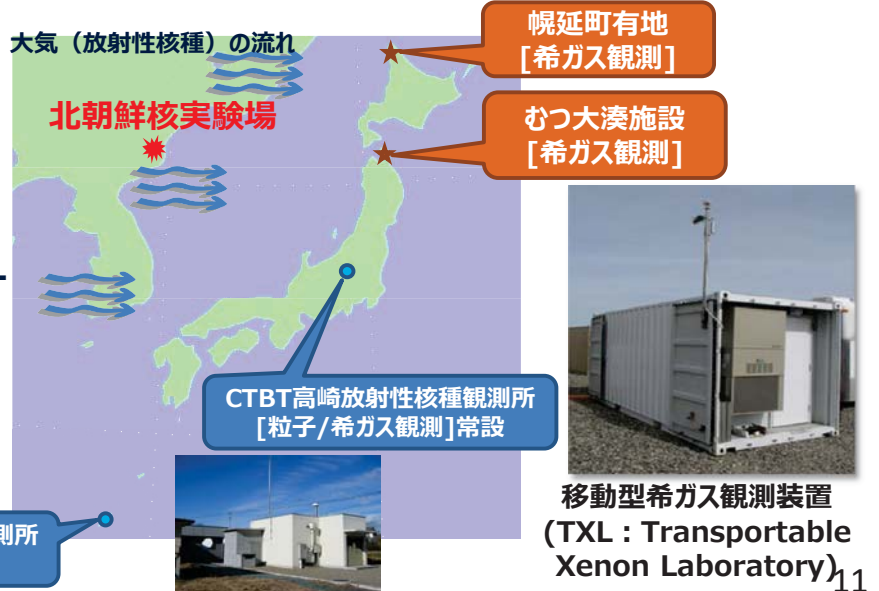 大気（放射性核種）の流れ
幌延町有地
[希ガス観測]
北朝鮮核実験場
むつ大湊施設
[希ガス観測]
CTBT高崎放射性核種観測所
[粒子/希ガス観測]常設
測所
移動型希ガス観測装置
(TXL：Transportable
Xenon Laboratory)
11